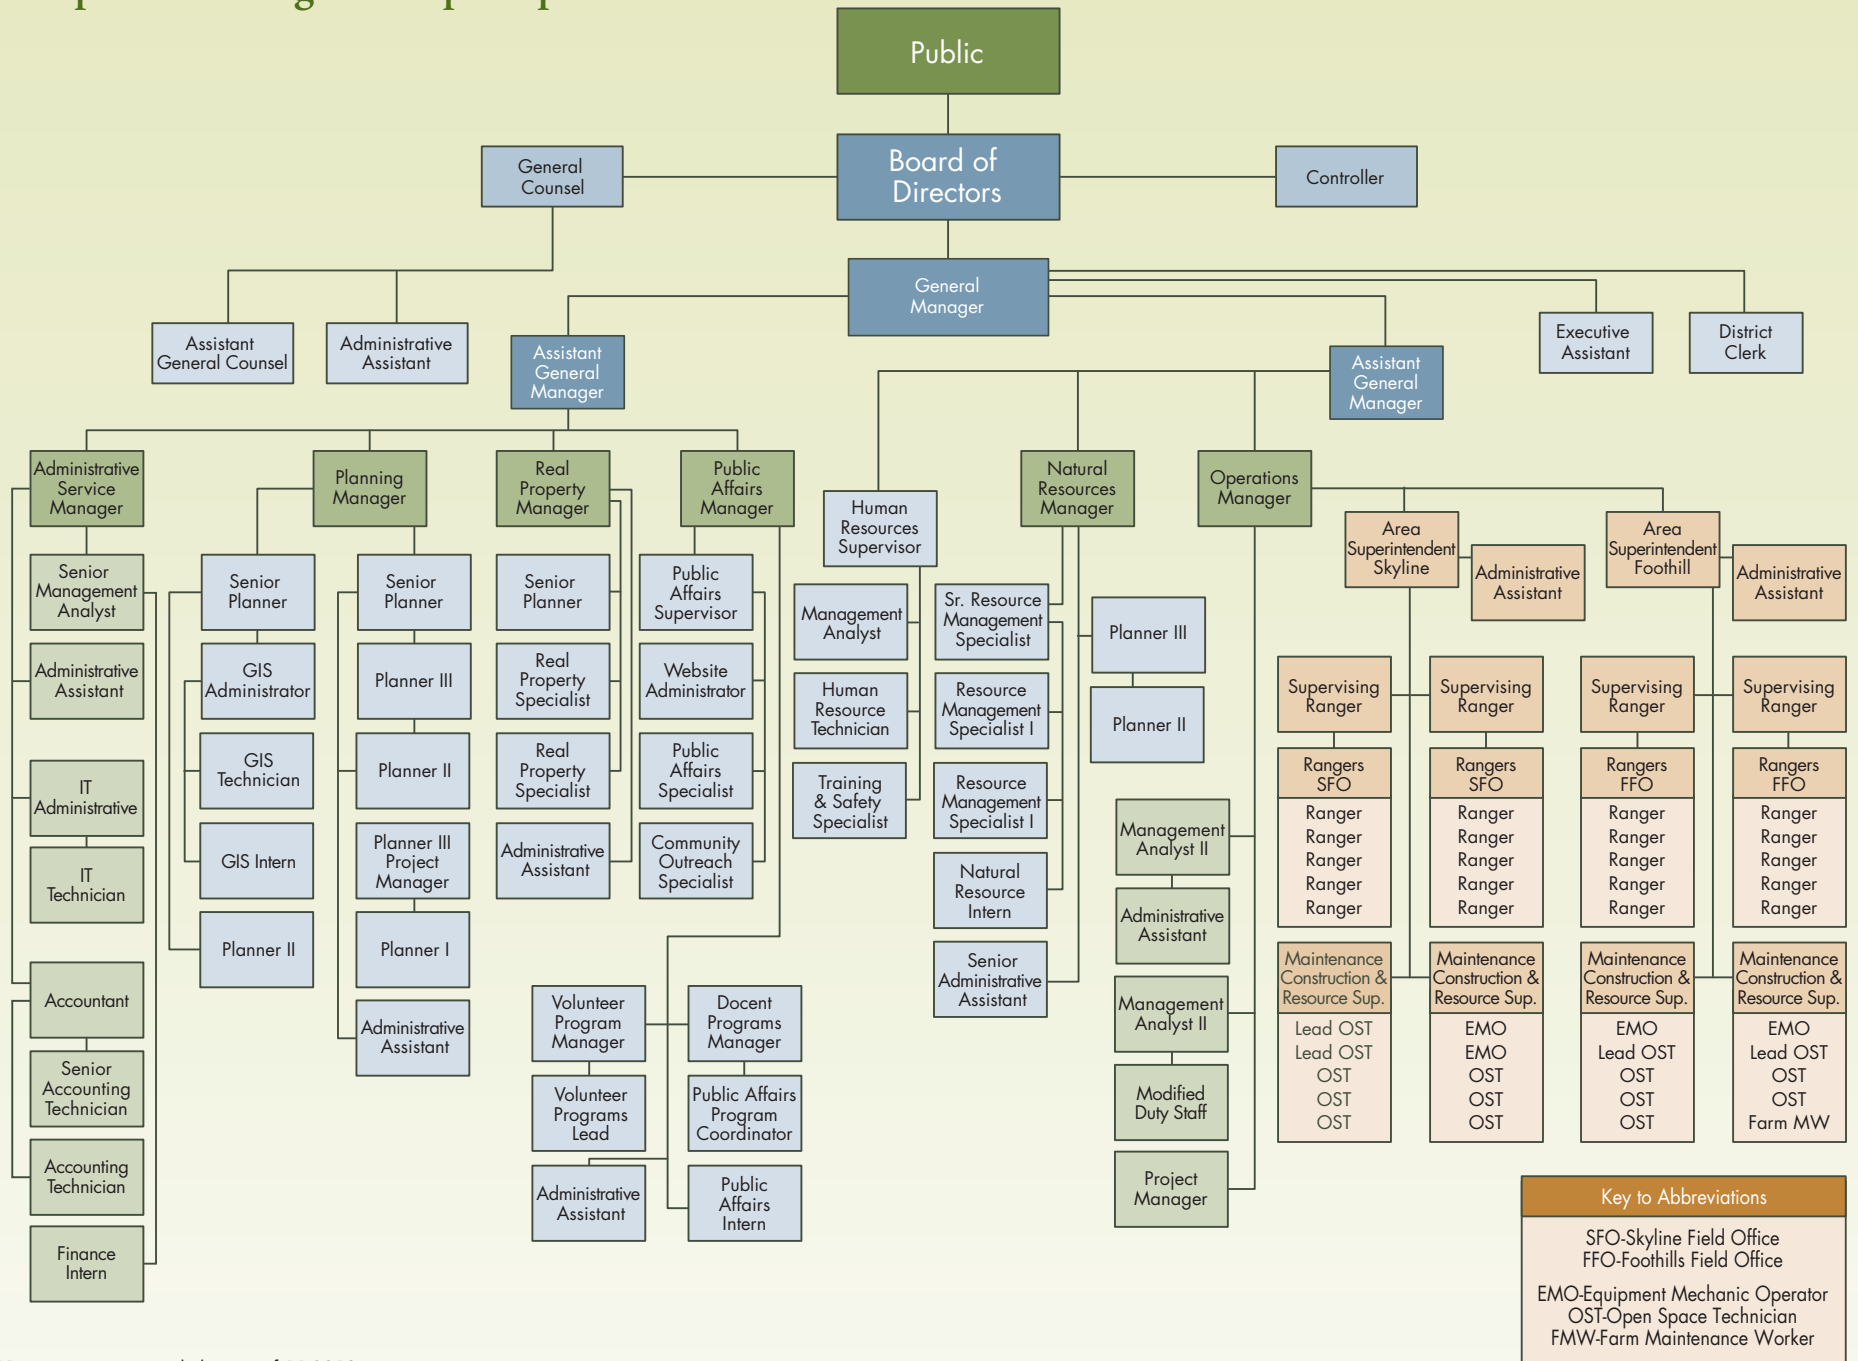 Public
Board of
Directors
General
Counsel
Controller
General
Manager
Assistant
General Counsel
Administrative
Assistant
Assistant
General
Manager
Assistant
General
Manager
Executive
Assistant
District
Clerk
Administrative
Service
Manager
Planning
Manager
Real
Property
Manager
Public
Affairs
Manager
Human
Resources
Supervisor
Natural
Resources
Manager
Operations
Manager
Area
Superintendent
Skyline
Administrative
Assistant
Area
Superintendent
Foothill
Administrative
Assistant
Senior
Management
Analyst
Administrative
Assistant
IT
Administrative
IT
Technician
Accountant
Senior
Accounting
Technician
Accounting
Technician
Finance
Intern
Senior
Planner
GIS
Administrator
GIS
Technician
GIS Intern
Planner II
Senior
Planner
Planner III
Planner II
Planner III
Project
Manager
Planner I
Administrative
Assistant
Senior
Planner
Real
Property
Specialist
Real
Property
Specialist
Administrative
Assistant
Public
Affairs
Supervisor
Website
Administrator
Public
Affairs
Specialist
Community
Outreach
Specialist
Volunteer
Program
Manager
Docent
Programs
Manager
Volunteer
Programs
Lead
Public Affairs
Program
Coordinator
Administrative
Assistant
Public
Affairs
Intern
Management
Analyst
Human
Resource
Technician
Training
& Safety
Specialist
Sr. Resource
Management
Specialist
Resource
Management
Specialist I
Resource
Management
Specialist I
Natural
Resource
Intern
Senior
Administrative
Assistant
Planner III
Planner II
Management
Analyst II
Administrative
Assistant
Management
Analyst II
Modified
Duty Staff
Project
Manager
Supervising
Ranger
Rangers
SFO
Ranger
Ranger
Ranger
Ranger
Ranger
Maintenance
Construction &
Resource Sup.
Lead OST
Lead OST
OST
OST
OST
Supervising
Ranger
Rangers
SFO
Ranger
Ranger
Ranger
Ranger
Ranger
Maintenance
Construction &
Resource Sup.
EMO
EMO
OST
OST
OST
Supervising
Ranger
Rangers
FFO
Ranger
Ranger
Ranger
Ranger
Ranger
Maintenance
Construction &
Resource Sup.
EMO
Lead OST
OST
OST
OST
Supervising
Ranger
Rangers
FFO
Ranger
Ranger
Ranger
Ranger
Ranger
Maintenance
Construction &
Resource Sup.
EMO
Lead OST
OST
OST
Farm MW
Key to Abbreviations
SFO-Skyline Field Office
FFO-Foothills Field Office
EMO-Equipment Mechanic Operator
OST-Open Space Technician
FMW-Farm Maintenance Worker